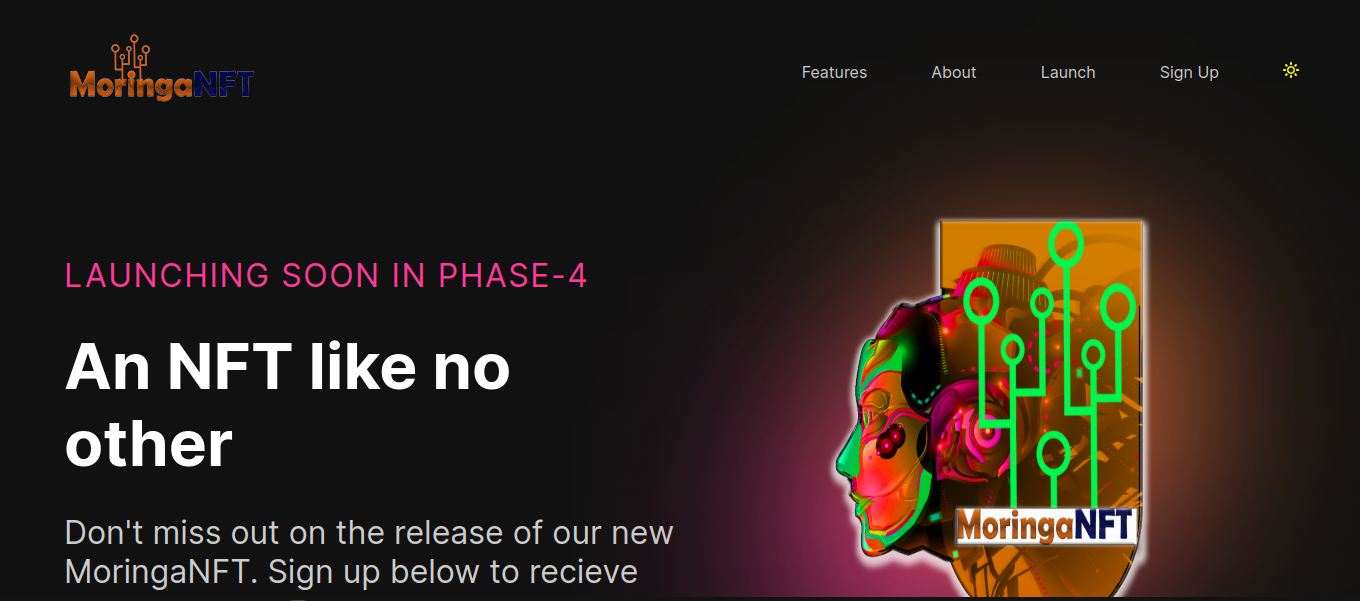 MoringaNFT
Features About Launch Sign Up
LAUNCHING SOON IN PHASE-4
An NFT like no
other
Don't miss out on the release of our new
MoringaNFT. Sign up below to recieve
MoringaNFT